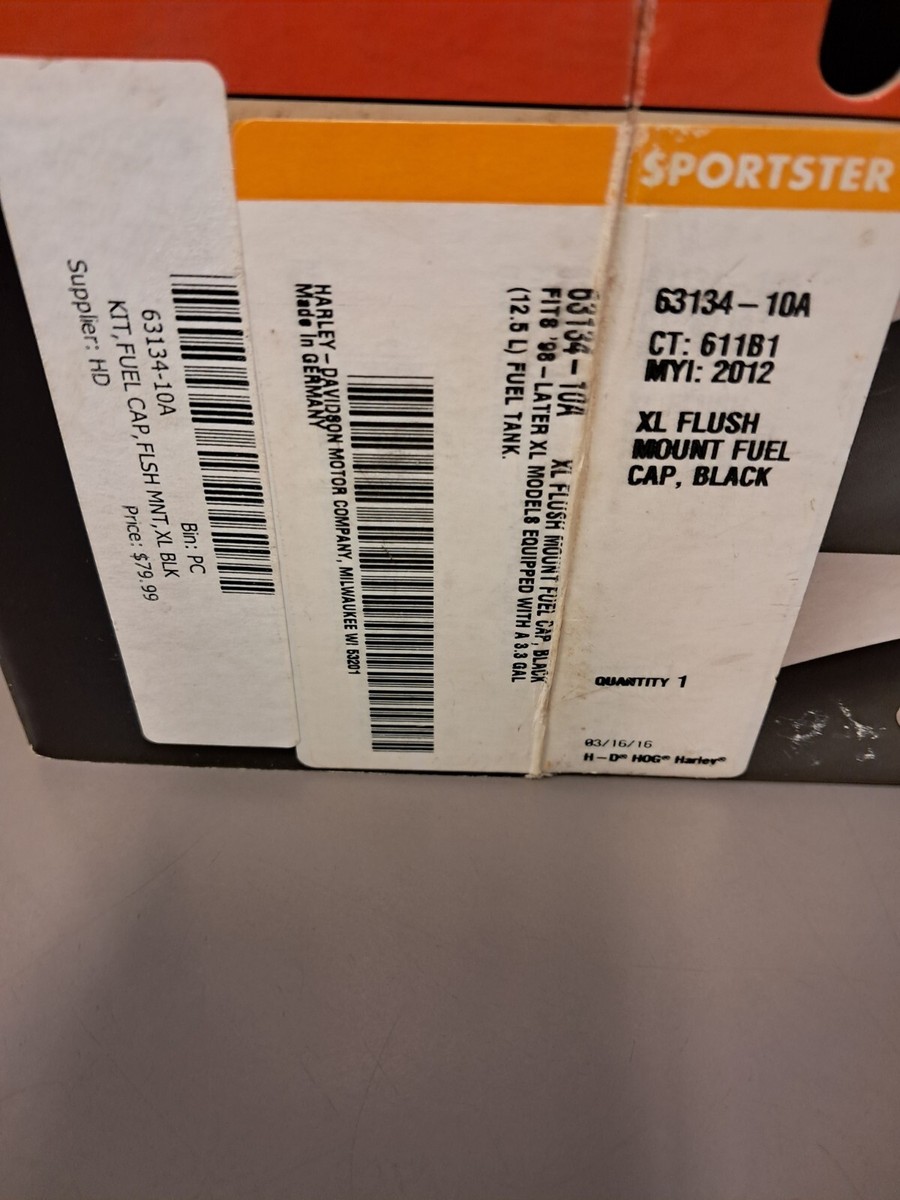 SPORTSTER
63134-10A
CT: 611B1
MYI: 2012
XL FLUSH
MOUNT FUEL
CAP, BLACK
QUANTITY 1
03/16/16
H-D® HOG® Harley®
63134-10A XL FLUSH MOUNT FUEL CAP, BLACK
FITS '98-LATER XL MODELS EQUIPPED WITH A 3.3 GAL
(12.5 L) FUEL TANK.
HARLEY-DAVIDSON MOTOR COMPANY, MILWAUKEE WI 53201
Made in GERMANY
Bin: PC
63134-10A
KIT,FUEL CAP,FLSH MNT,XL BLK
Supplier: HD Price: $79.99